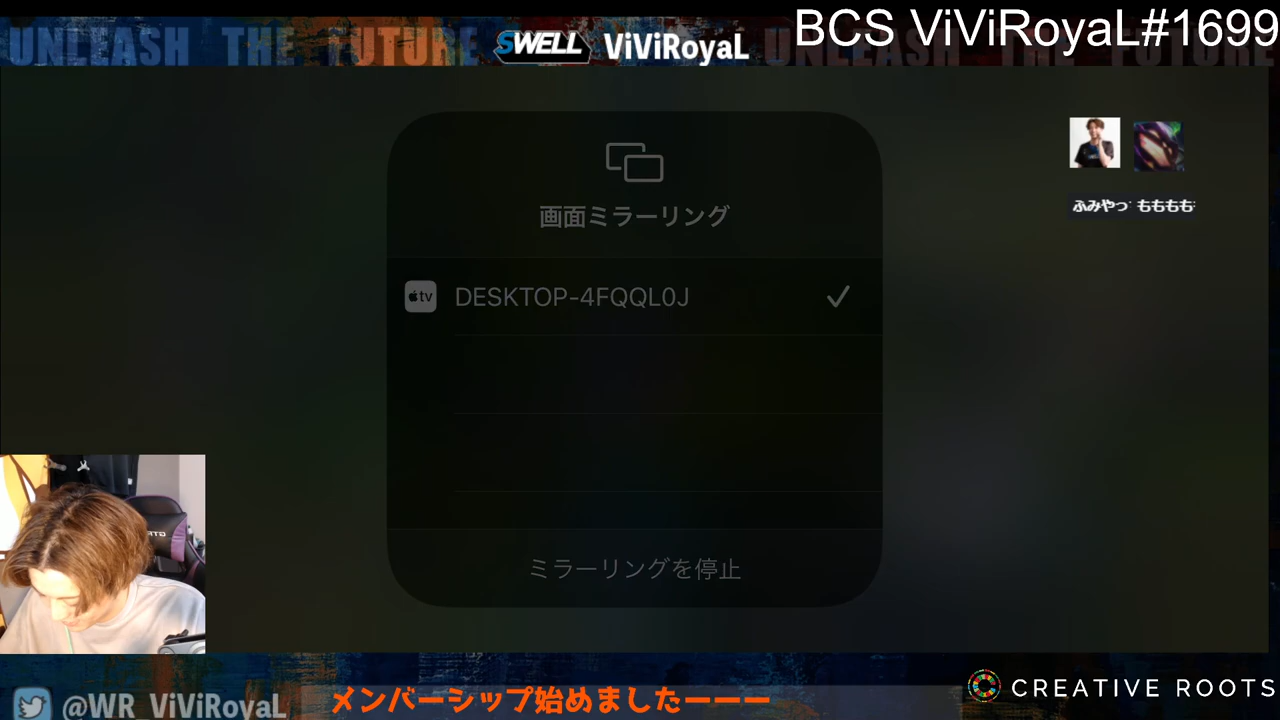 UNLEASH THE FUTURE
SWELL ViViRoyaL
BCS ViViRoyaL#1699
UNLEASH THE FUTURE
画面ミラーリング
tv DESKTOP-4FQQL0J
ふみやっ もももも
ミラーリングを停止
@WR_ViViRoyaL
メンバーシップ始めましたーーー
CREATIVE ROOTS